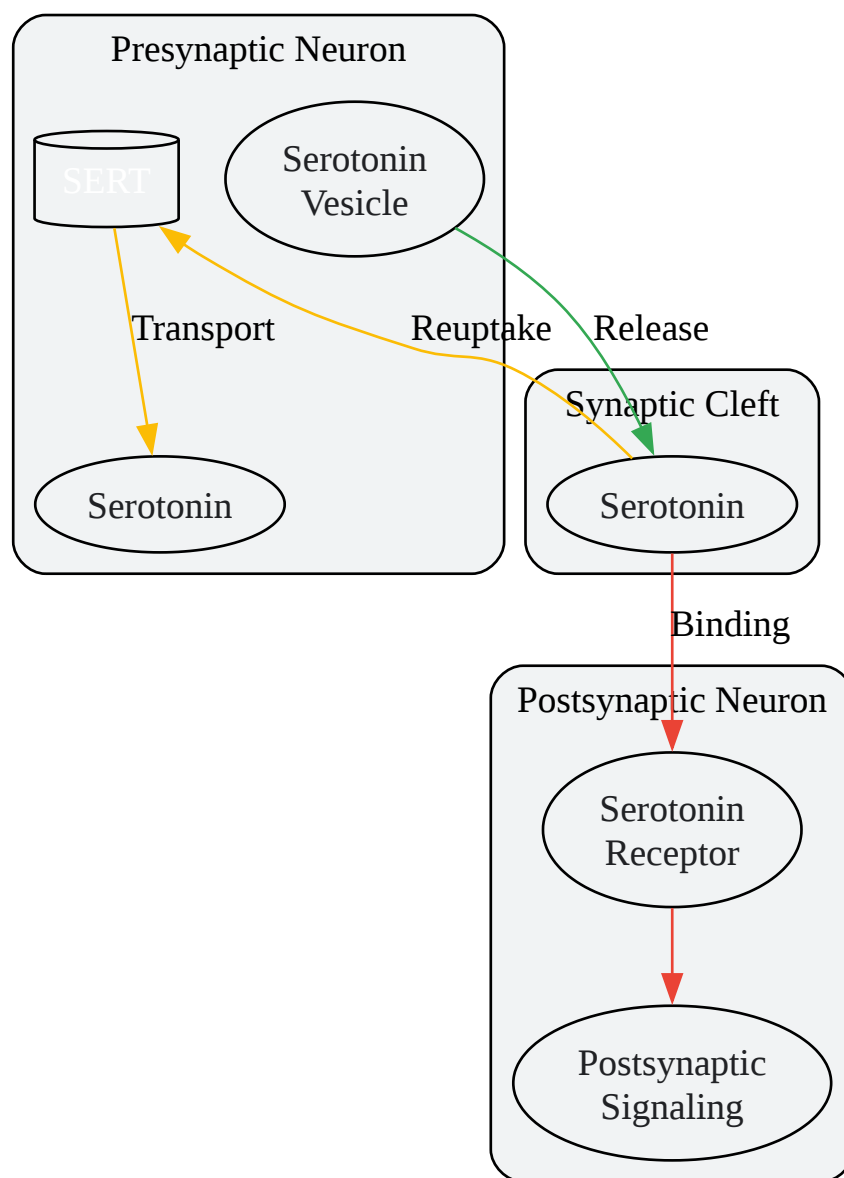 Presynaptic Neuron
SERT
Serotonin
Vesicle
Transport
Reuptake
Release
Synaptic Cleft
Serotonin
Serotonin
Binding
Postsynaptic Neuron
Serotonin
Receptor
Postsynaptic
Signaling